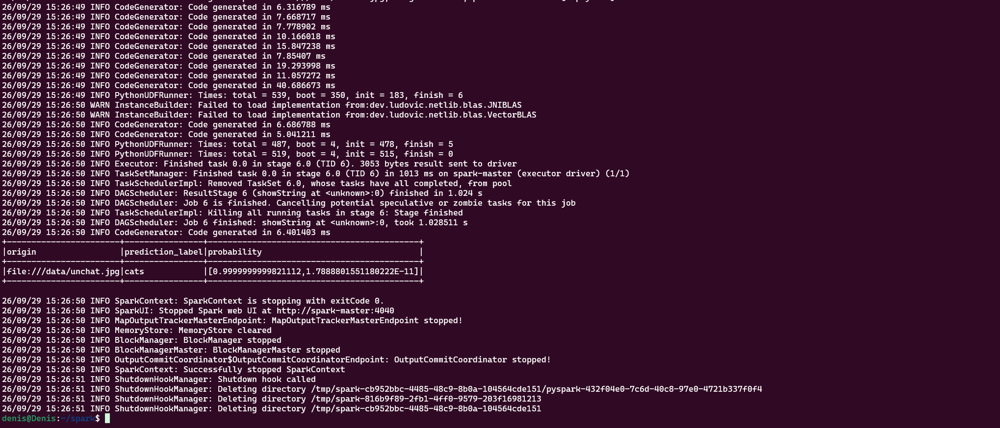 26/09/29 15:26:49 INFO CodeGenerator: Code generated in 6.316789 ms
26/09/29 15:26:49 INFO CodeGenerator: Code generated in 7.668717 ms
26/09/29 15:26:49 INFO CodeGenerator: Code generated in 7.778902 ms
26/09/29 15:26:49 INFO CodeGenerator: Code generated in 10.166018 ms
26/09/29 15:26:49 INFO CodeGenerator: Code generated in 15.847238 ms
26/09/29 15:26:49 INFO CodeGenerator: Code generated in 7.85407 ms
26/09/29 15:26:49 INFO CodeGenerator: Code generated in 19.293998 ms
26/09/29 15:26:49 INFO CodeGenerator: Code generated in 11.057272 ms
26/09/29 15:26:49 INFO CodeGenerator: Code generated in 40.686673 ms
26/09/29 15:26:49 INFO PythonUDFRunner: Times: total = 539, boot = 350, init = 183, finish = 6
26/09/29 15:26:50 WARN InstanceBuilder: Failed to load implementation from:dev.ludovic.netlib.blas.JNIBLAS
26/09/29 15:26:50 WARN InstanceBuilder: Failed to load implementation from:dev.ludovic.netlib.blas.VectorBLAS
26/09/29 15:26:50 INFO CodeGenerator: Code generated in 6.686788 ms
26/09/29 15:26:50 INFO CodeGenerator: Code generated in 5.041211 ms
26/09/29 15:26:50 INFO PythonUDFRunner: Times: total = 487, boot = 4, init = 478, finish = 5
26/09/29 15:26:50 INFO PythonUDFRunner: Times: total = 519, boot = 4, init = 515, finish = 0
26/09/29 15:26:50 INFO Executor: Finished task 0.0 in stage 6.0 (TID 6). 3053 bytes result sent to driver
26/09/29 15:26:50 INFO TaskSetManager: Finished task 0.0 in stage 6.0 (TID 6) in 1013 ms on spark-master (executor driver) (1/1)
26/09/29 15:26:50 INFO TaskSchedulerImpl: Removed TaskSet 6.0, whose tasks have all completed, from pool
26/09/29 15:26:50 INFO DAGScheduler: ResultStage 6 (showString at <unknown>:0) finished in 1.024 s
26/09/29 15:26:50 INFO DAGScheduler: Job 6 is finished. Cancelling potential speculative or zombie tasks for this job
26/09/29 15:26:50 INFO TaskSchedulerImpl: Killing all running tasks in stage 6: Stage finished
26/09/29 15:26:50 INFO DAGScheduler: Job 6 finished: showString at <unknown>:0, took 1.028511 s
26/09/29 15:26:50 INFO CodeGenerator: Code generated in 6.401403 ms
+-----------------------+----------------+-------------------------------------------+
|origin                 |prediction_label|probability                                |
+-----------------------+----------------+-------------------------------------------+
|file:///data/unchat.jpg|cats            |[0.9999999999821112,1.7888801551180222E-11]|
+-----------------------+----------------+-------------------------------------------+
26/09/29 15:26:50 INFO SparkContext: SparkContext is stopping with exitCode 0.
26/09/29 15:26:50 INFO SparkUI: Stopped Spark web UI at http://spark-master:4040
26/09/29 15:26:50 INFO MapOutputTrackerMasterEndpoint: MapOutputTrackerMasterEndpoint stopped!
26/09/29 15:26:50 INFO MemoryStore: MemoryStore cleared
26/09/29 15:26:50 INFO BlockManager: BlockManager stopped
26/09/29 15:26:50 INFO BlockManagerMaster: BlockManagerMaster stopped
26/09/29 15:26:50 INFO OutputCommitCoordinator$OutputCommitCoordinatorEndpoint: OutputCommitCoordinator stopped!
26/09/29 15:26:50 INFO SparkContext: Successfully stopped SparkContext
26/09/29 15:26:51 INFO ShutdownHookManager: Shutdown hook called
26/09/29 15:26:51 INFO ShutdownHookManager: Deleting directory /tmp/spark-cb952bbc-4485-48c9-8b0a-104564cde151/pyspark-432f04e0-7c6d-40c8-97e0-4721b337f0f4
26/09/29 15:26:51 INFO ShutdownHookManager: Deleting directory /tmp/spark-816b9f89-2fb1-4ff0-9579-203f16981213
26/09/29 15:26:51 INFO ShutdownHookManager: Deleting directory /tmp/spark-cb952bbc-4485-48c9-8b0a-104564cde151
denis@Denis:~/spark$